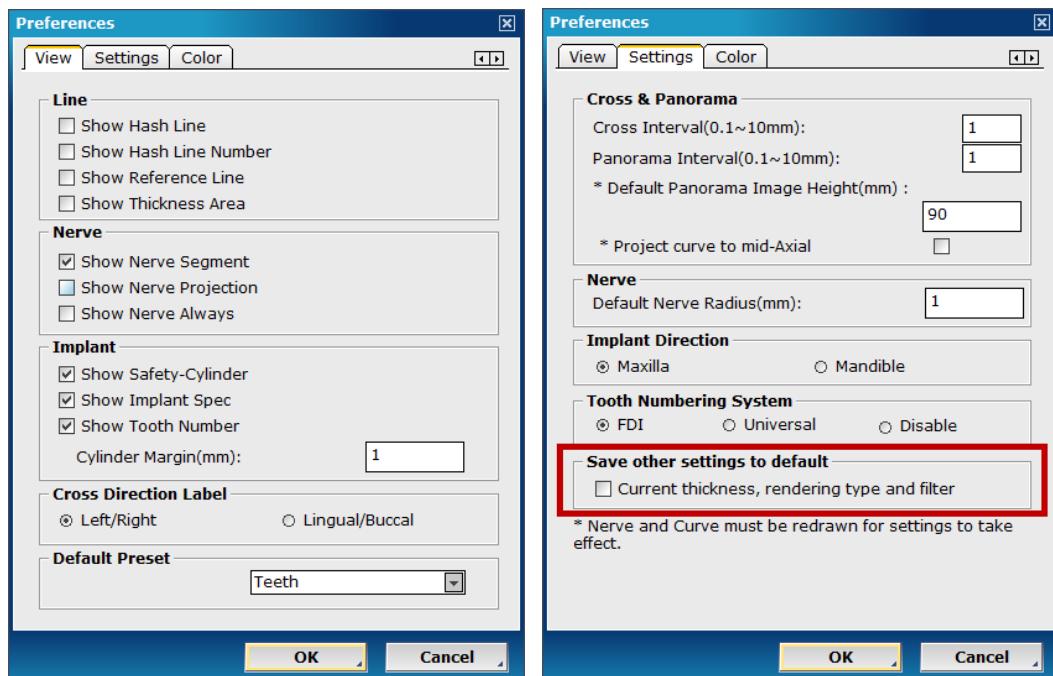 Preferences
View Settings Color
Line
Show Hash Line
Show Hash Line Number
Show Reference Line
Show Thickness Area
Nerve
Show Nerve Segment
Show Nerve Projection
Show Nerve Always
Implant
Show Safety-Cylinder
Show Implant Spec
Show Tooth Number
Cylinder Margin(mm): 1
Cross Direction Label
Left/Right Lingual/Buccal
Default Preset
Teeth
OK Cancel
Preferences
View Settings Color
Cross & Panorama
Cross Interval(0.1~10mm): 1
Panorama Interval(0.1~10mm): 1
* Default Panorama Image Height(mm) :
90
* Project curve to mid-Axial
Nerve
Default Nerve Radius(mm): 1
Implant Direction
Maxilla Mandible
Tooth Numbering System
FDI Universal Disable
Save other settings to default
Current thickness, rendering type and filter
* Nerve and Curve must be redrawn for settings to take
effect.
OK Cancel